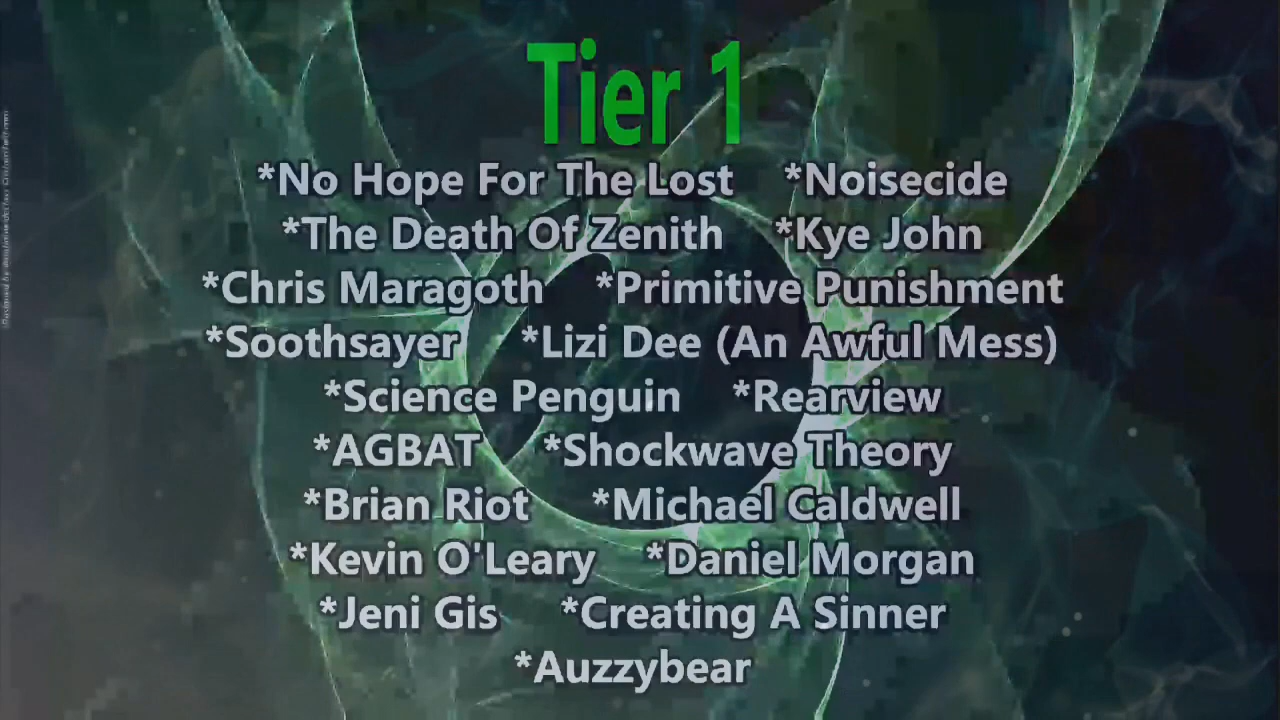 Tier 1
*No Hope For The Lost *Noisecide
*The Death Of Zenith *Kye John
*Chris Maragoth *Primitive Punishment
*Soothsayer *Lizi Dee (An Awful Mess)
*Science Penguin *Rearview
*AGBAT *Shockwave Theory
*Brian Riot *Michael Caldwell
*Kevin O'Leary *Daniel Morgan
*Jeni Gis *Creating A Sinner
*Auzzybear